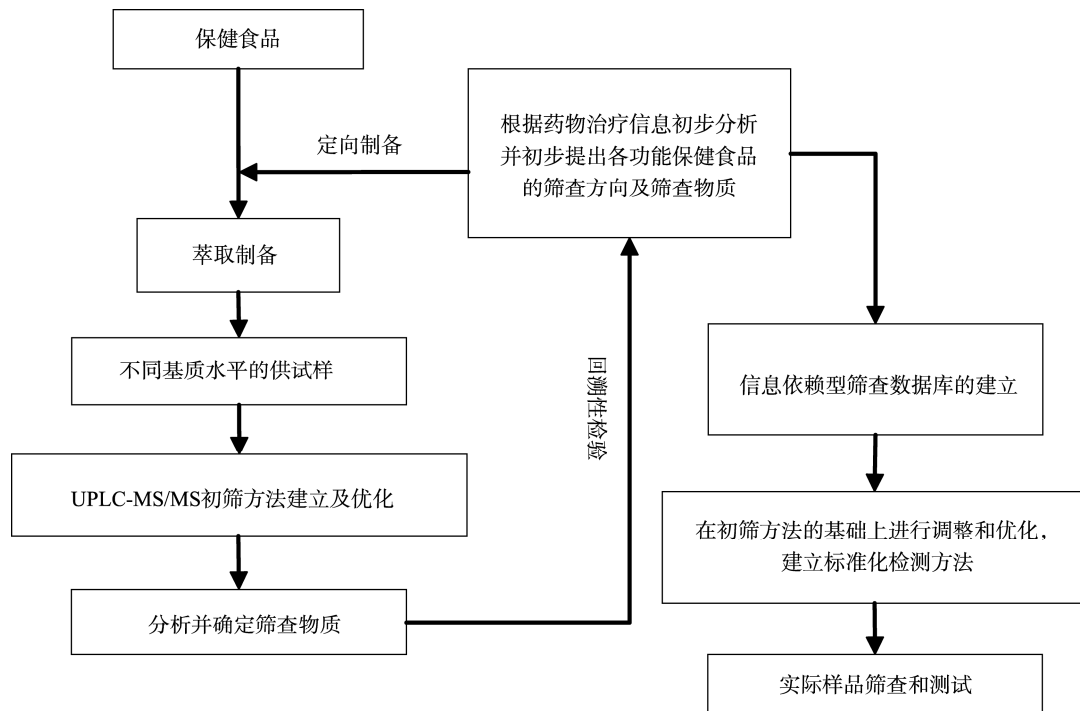 保健食品
定向制备
根据药物治疗信息初步分析
并初步提出各功能保健食品
的筛查方向及筛查物质
萃取制备
不同基质水平的供试样
UPLC-MS/MS初筛方法建立及优化
分析并确定筛查物质
回溯性检验
信息依赖型筛查数据库的建立
在初筛方法的基础上进行调整和优化，
建立标准化检测方法
实际样品筛查和测试